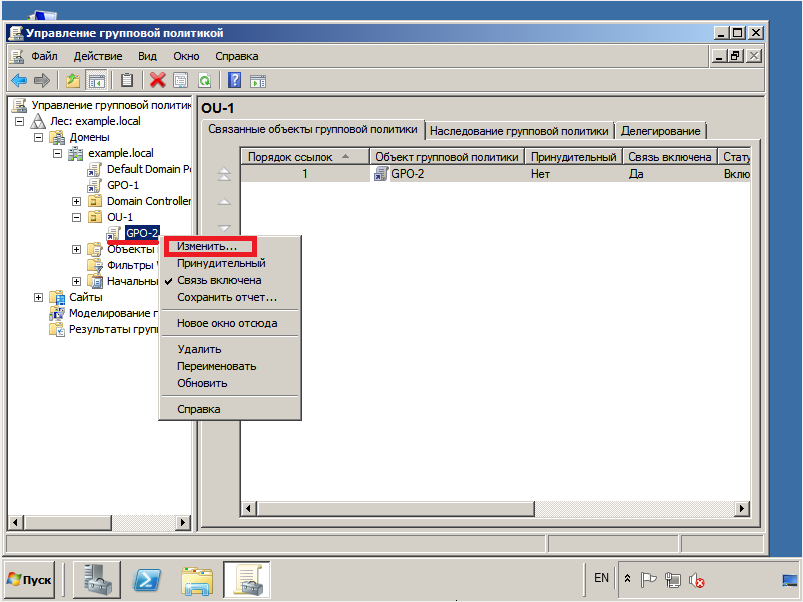 Управление групповой политикой
Файл Действие Вид Окно Справка
Управление групповой политик
Лес: example.local
Домены
example.local
Default Domain P
GPO-1
Domain Controller
OU-1
GPO-2
Объекты
Фильтры
Начальны
Сайты
Моделирование г
Результаты груп
OU-1
Связанные объекты групповой политики Наследование групповой политики Делегирование
Порядок ссылок Объект групповой политики Принудительный Связь включена Стату
1 GPO-2 Нет Да Вклю
Изменить...
Принудительный
Связь включена
Сохранить отчет...
Новое окно отсюда
Удалить
Переименовать
Обновить
Справка
Пуск
EN